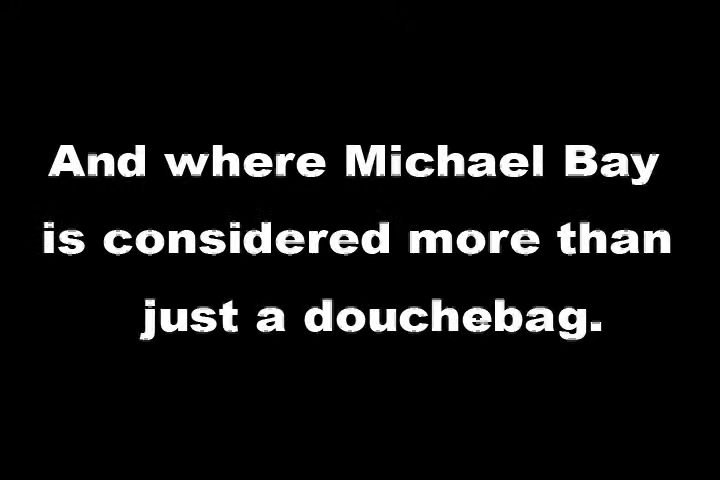 And where Michael Bay
is considered more than
just a douchebag.